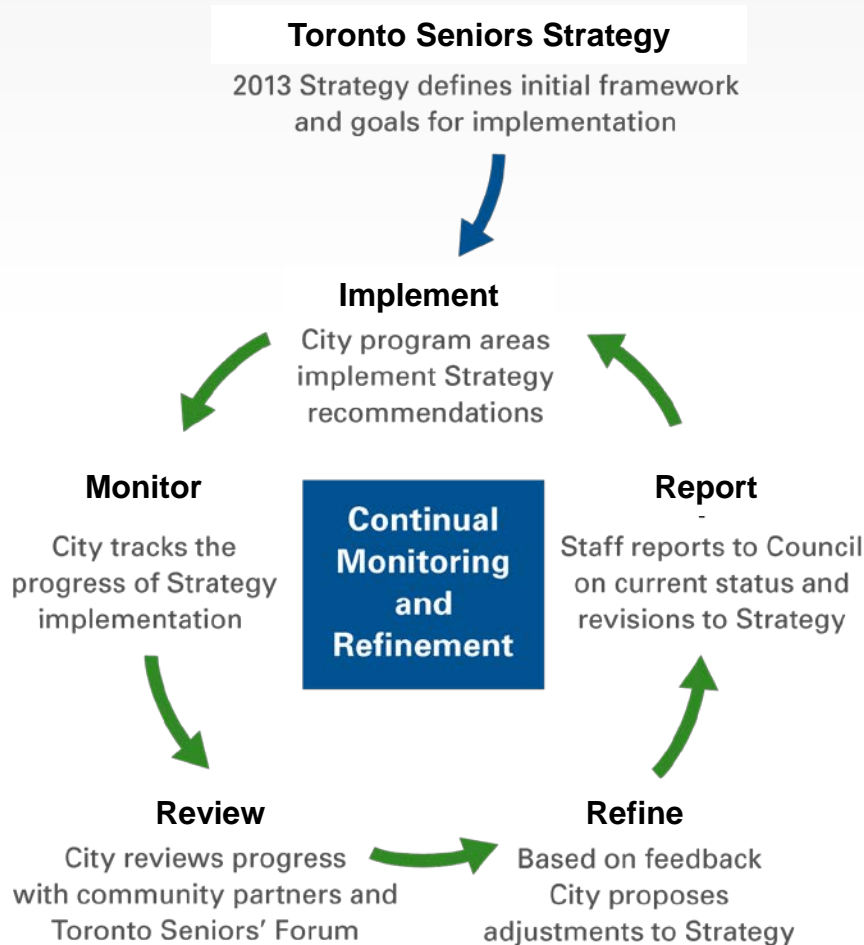 Toronto Seniors Strategy
2013 Strategy defines initial framework
and goals for implementation
Implement
City program areas
implement Strategy
recommendations
Monitor
City tracks the
progress of Strategy
implementation
Continual
Monitoring
and
Refinement
Report
-
Staff reports to Council
on current status and
revisions to Strategy
Review
City reviews progress
with community partners and
Toronto Seniors' Forum
Refine
Based on feedback
City proposes
adjustments to Strategy